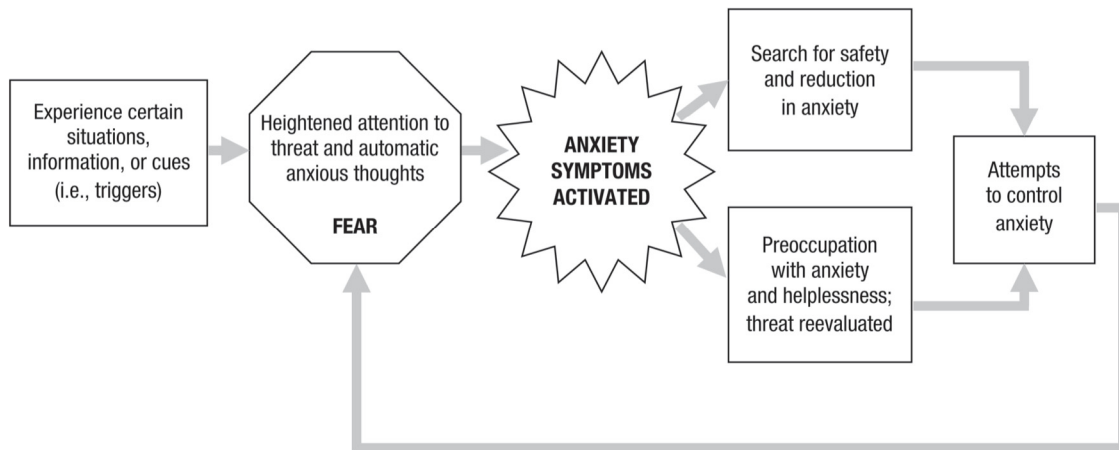 Experience certain
situations,
information, or cues
(i.e., triggers)
Heightened attention to
threat and automatic
anxious thoughts
FEAR
ANXIETY
SYMPTOMS
ACTIVATED
Search for safety
and reduction
in anxiety
Preoccupation
with anxiety
and helplessness;
threat reevaluated
Attempts
to control
anxiety